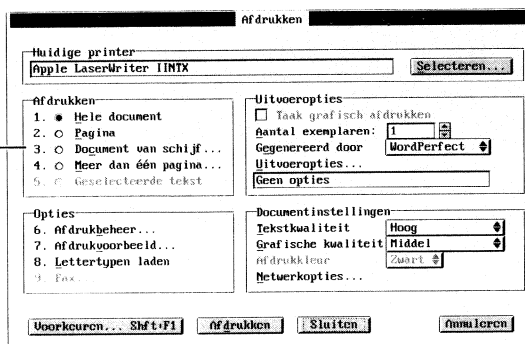 Afdrukken
Huidige printer
Apple LaserWriter IINTX
Selecteren...
Afdrukken
1. Hele document
2. Pagina
3. Document van schijf...
4. Meer dan één pagina...
5. Geselecteerde tekst
Uitvoeropties
Taak grafisch afdrukken
Aantal exemplaren: 1
Gegenereerd door WordPerfect
Uitvoeropties...
Geen opties
Opties
6. Afdrukbeheer...
7. Afdrukvoorbeeld...
8. Lettertypen laden
9. Fax...
Documentinstellingen
Tekstkwaliteit Hoog
Grafische kwaliteit Middel
Afdrukkleur Zwart
Netwerkopties...
Voorkeuren... Shft+F1 Afdrukken Sluiten Annuleren